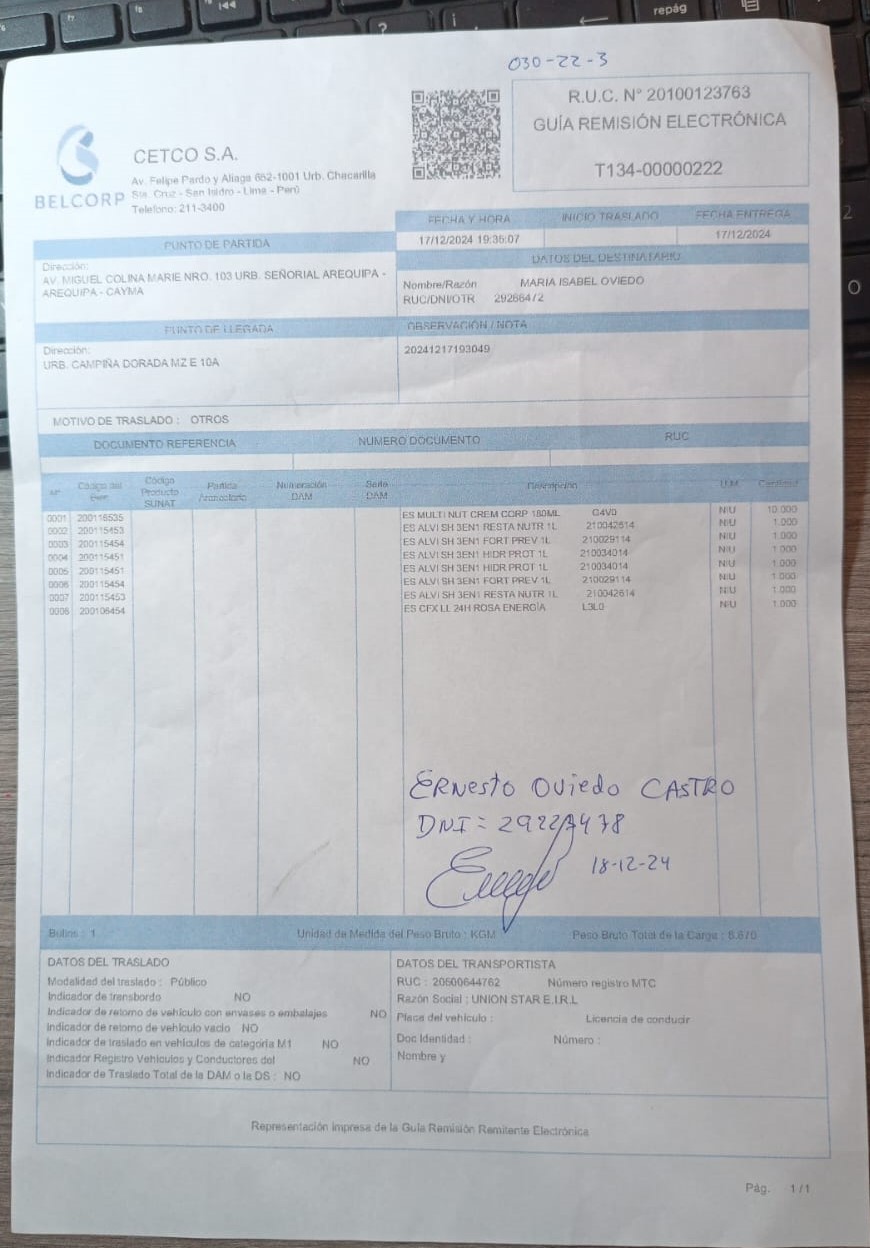 030-22-3
BELCORP
CETCO S.A.
Av. Felipe Pardo y Aliaga 652-1001 Urb. Chacarilla
Sta. Cruz - San Isidro - Lima - Perú
Telefono: 211-3400
R.U.C. N° 20100123763
GUÍA REMISIÓN ELECTRÓNICA
T134-00000222
FECHA Y HORA INICIO TRASLADO FECHA ENTREGA
17/12/2024 19:35:07 17/12/2024
PUNTO DE PARTIDA
Dirección:
AV. MIGUEL COLINA MARIE NRO. 103 URB. SEÑORIAL AREQUIPA -
AREQUIPA - CAYMA
DATOS DEL DESTINATARIO
Nombre/Razón MARIA ISABEL OVIEDO
RUC/DNI/OTR 29266472
PUNTO DE LLEGADA
Dirección:
URB. CAMPIÑA DORADA MZ E 10A
OBSERVACIÓN / NOTA
20241217193049
MOTIVO DE TRASLADO : OTROS
DOCUMENTO REFERENCIA NUMERO DOCUMENTO RUC
N° Código del Bien Código Producto SUNAT Partida Arancelaria Numeración DAM Serie DAM Descripción U.M. Cantidad
0001 200116535 ES MULTI NUT CREM CORP 180ML G4V0 NIU 10.000
0002 200115453 ES ALVI SH 3EN1 RESTA NUTR 1L 210042614 NIU 1.000
0003 200115454 ES ALVI SH 3EN1 FORT PREV 1L 210029114 NIU 1.000
0004 200115451 ES ALVI SH 3EN1 HIDR PROT 1L 210034014 NIU 1.000
0005 200115451 ES ALVI SH 3EN1 HIDR PROT 1L 210034014 NIU 1.000
0006 200115454 ES ALVI SH 3EN1 FORT PREV 1L 210029114 NIU 1.000
0007 200115453 ES ALVI SH 3EN1 RESTA NUTR 1L 210042614 NIU 1.000
0008 200106454 ES CFX LL 24H ROSA ENERGÍA L3L0 NIU 1.000
ERNESTO OVIEDO CASTRO
DNI =
18-12-24
Bultos : 1 Unidad de Medida del Peso Bruto : KGM Peso Bruto Total de la Carga :
DATOS DEL TRASLADO
Modalidad del traslado : Público
Indicador de transbordo NO
Indicador de retorno de vehículo con envases o embalajes NO
Indicador de retorno de vehículo vacío NO
Indicador de traslado en vehículos de categoría M1 NO
Indicador Registro Vehículos y Conductores del NO
Indicador de Traslado Total de la DAM o la DS : NO
DATOS DEL TRANSPORTISTA
RUC : 20600644762 Número registro MTC
Razón Social : UNION STAR E.I.R.L
Placa del vehículo : Licencia de conducir
Doc Identidad : Número :
Nombre y
Representación Impresa de la Guía Remisión Remitente Electrónica
Pág. 1 / 1
repág